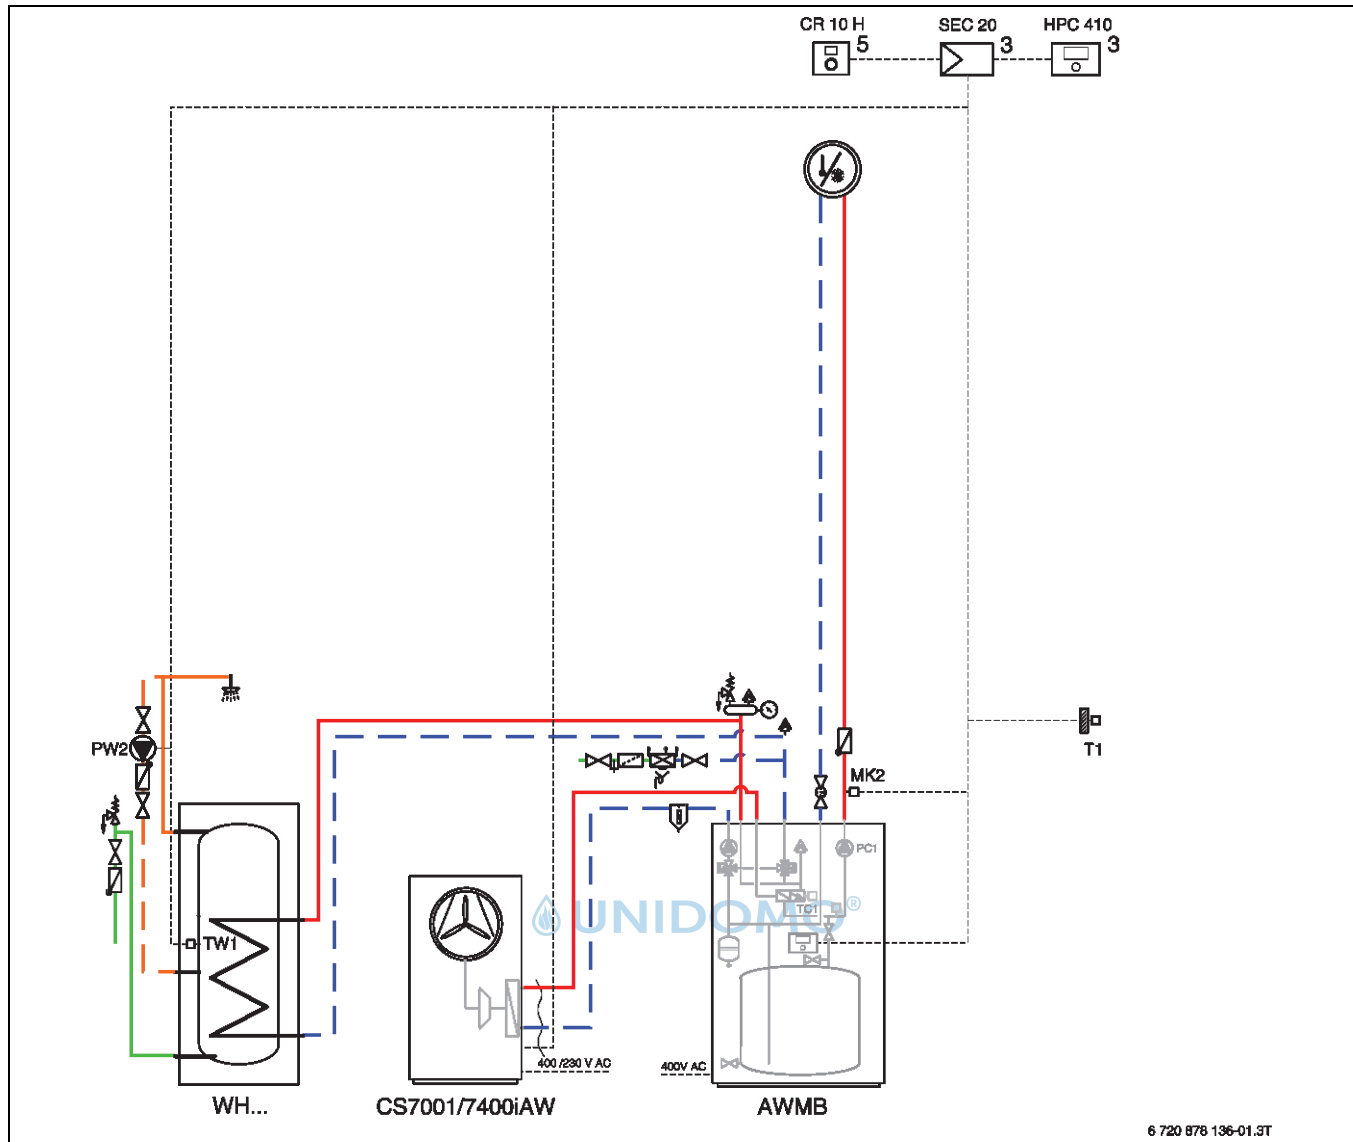 CR 10 H
SEC 20
HPC 410
5
3
3
PW2
MK2
T1
PC1
TC1
UNIDOMO®
TW1
400 /230 V AC
400V AC
WH...
CS7001/7400iAW
AWMB
6 720 878 136-01.3T